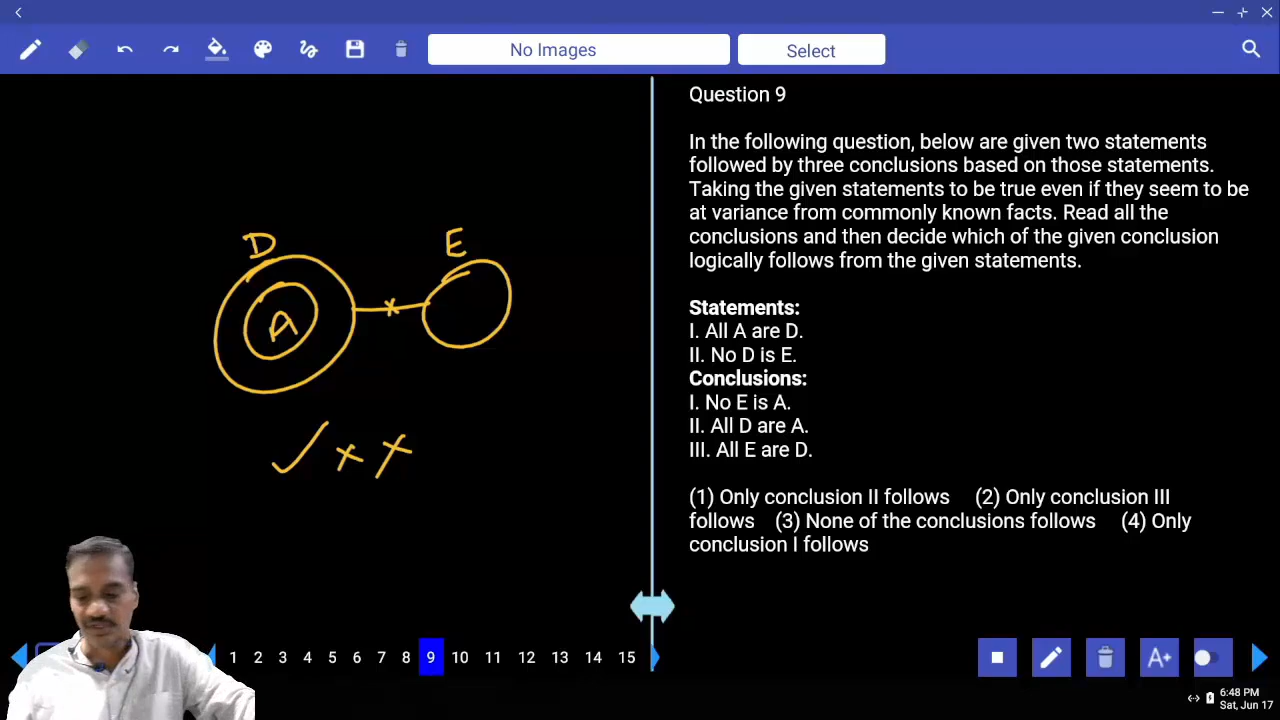 No Images
Select
Question 9
In the following question, below are given two statements
followed by three conclusions based on those statements.
Taking the given statements to be true even if they seem to be
at variance from commonly known facts. Read all the
conclusions and then decide which of the given conclusion
logically follows from the given statements.
Statements:
I. All A are D.
II. No D is E.
Conclusions:
I. No E is A.
II. All D are A.
III. All E are D.
(1) Only conclusion II follows (2) Only conclusion III
follows (3) None of the conclusions follows (4) Only
conclusion I follows
D E
A
1 2 3 4 5 6 7 8 9 10 11 12 13 14 15
A+
6:48 PM
Sat, Jun 17